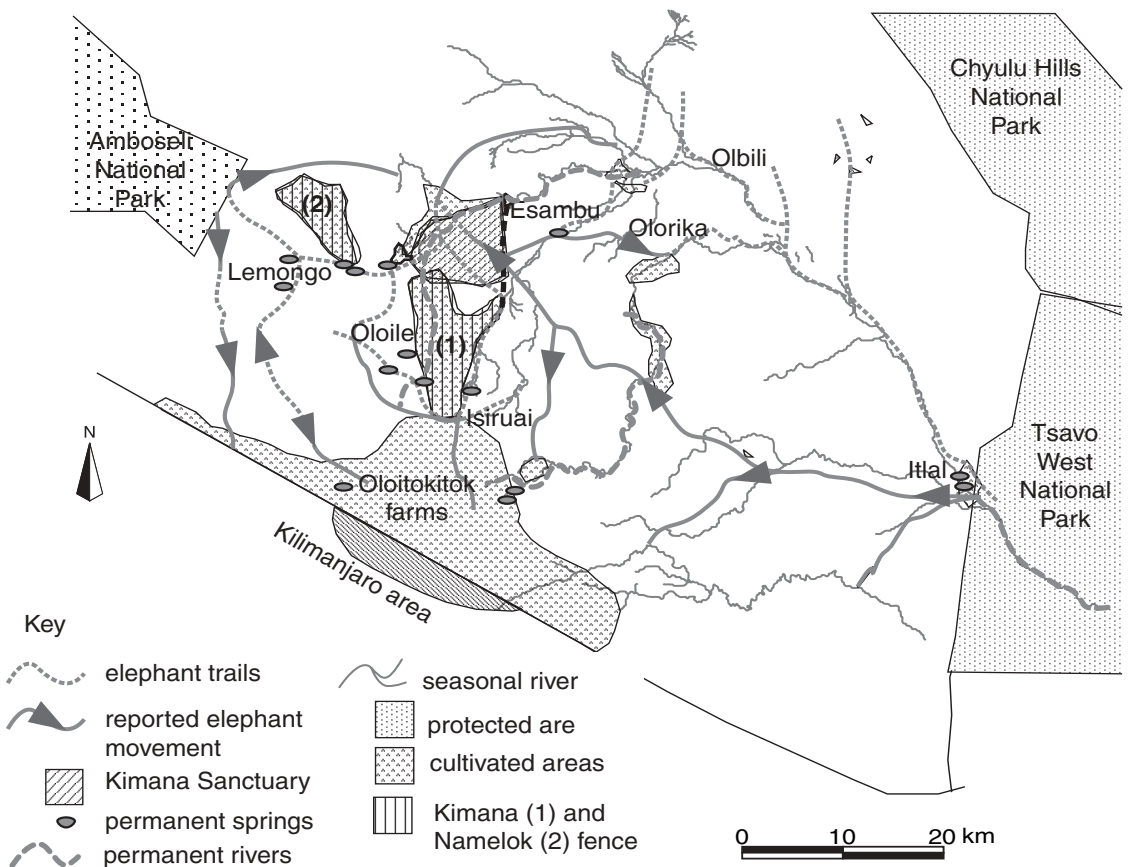 Chyulu Hills
National
Park
Amboseli
National
Park
Olbili
(2)
Esambu
Olorika
Lemongo
Oloile
(1)
Isiruai
Tsavo
West
National
Park
Itlal
N
Oloitokitok
farms
Kilimanjaro area
Key
elephant trails
reported elephant
movement
Kimana Sanctuary
permanent springs
permanent rivers
seasonal river
protected are
cultivated areas
Kimana (1) and
Namelok (2) fence
0 10 20 km